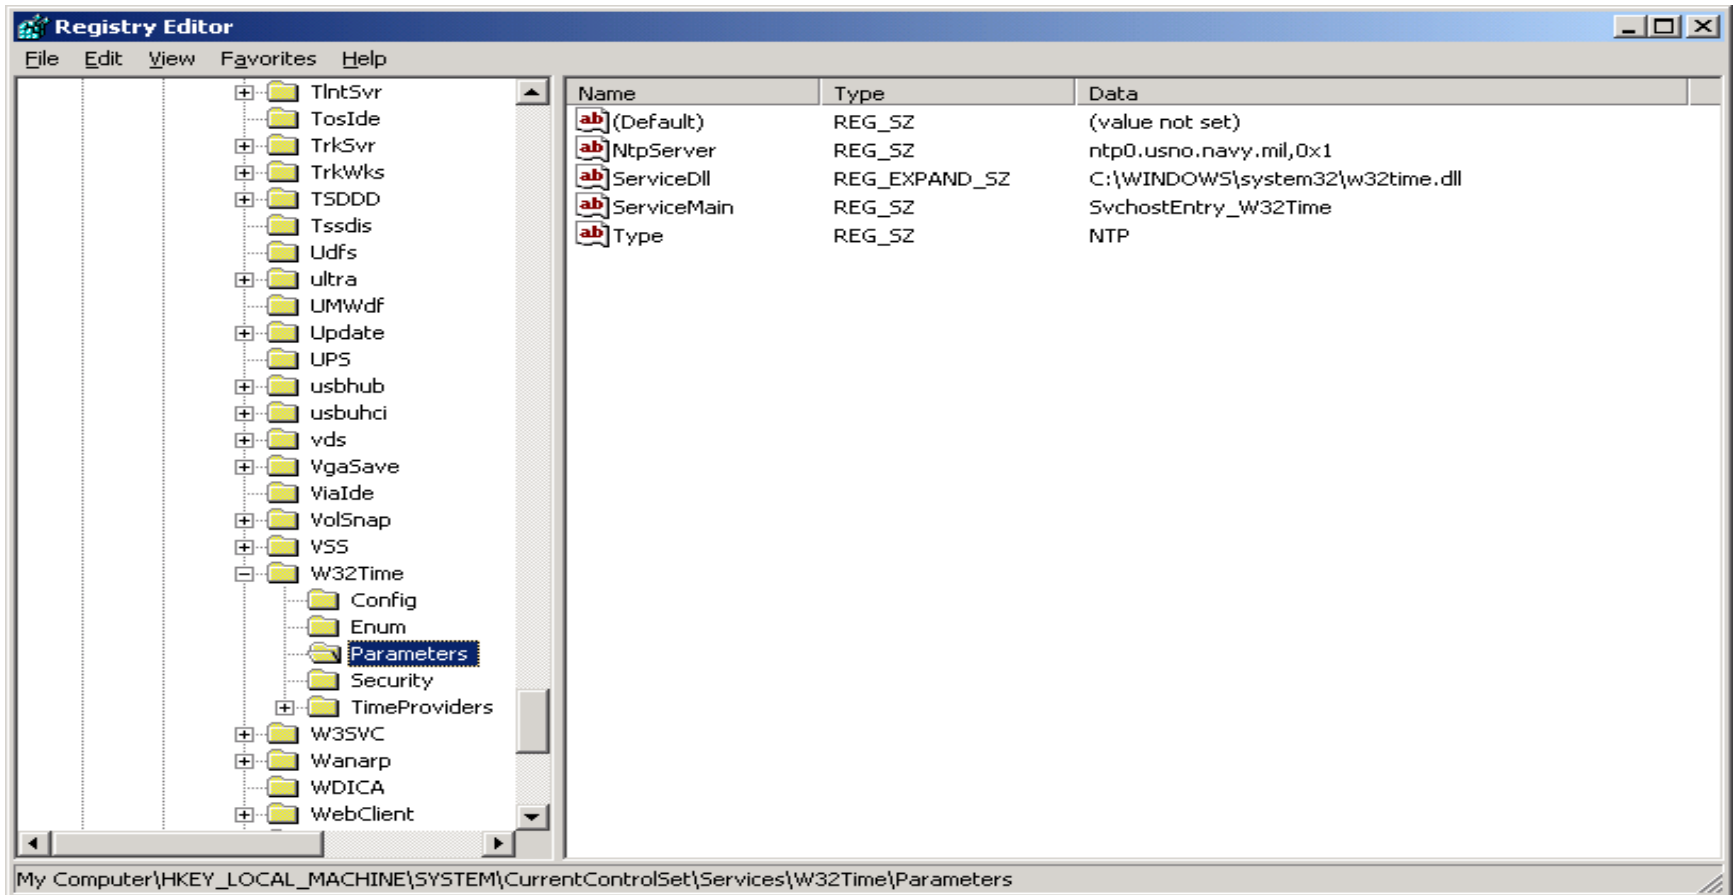 Registry Editor
File Edit View Favorites Help
TlntSvr
TosIde
TrkSvr
TrkWks
TSDDD
Tssdis
Udfs
ultra
UMWdf
Update
UPS
usbhub
usbuhci
vds
VgaSave
ViaIde
VolSnap
VSS
W32Time
Config
Enum
Parameters
Security
TimeProviders
W3SVC
Wanarp
WDICA
WebClient
Name Type Data
(Default) REG_SZ (value not set)
NtpServer REG_SZ ntp0.usno.navy.mil,0x1
ServiceDll REG_EXPAND_SZ C:\WINDOWS\system32\w32time.dll
ServiceMain REG_SZ SvchostEntry_W32Time
Type REG_SZ NTP
My Computer\HKEY_LOCAL_MACHINE\SYSTEM\CurrentControlSet\Services\W32Time\Parameters